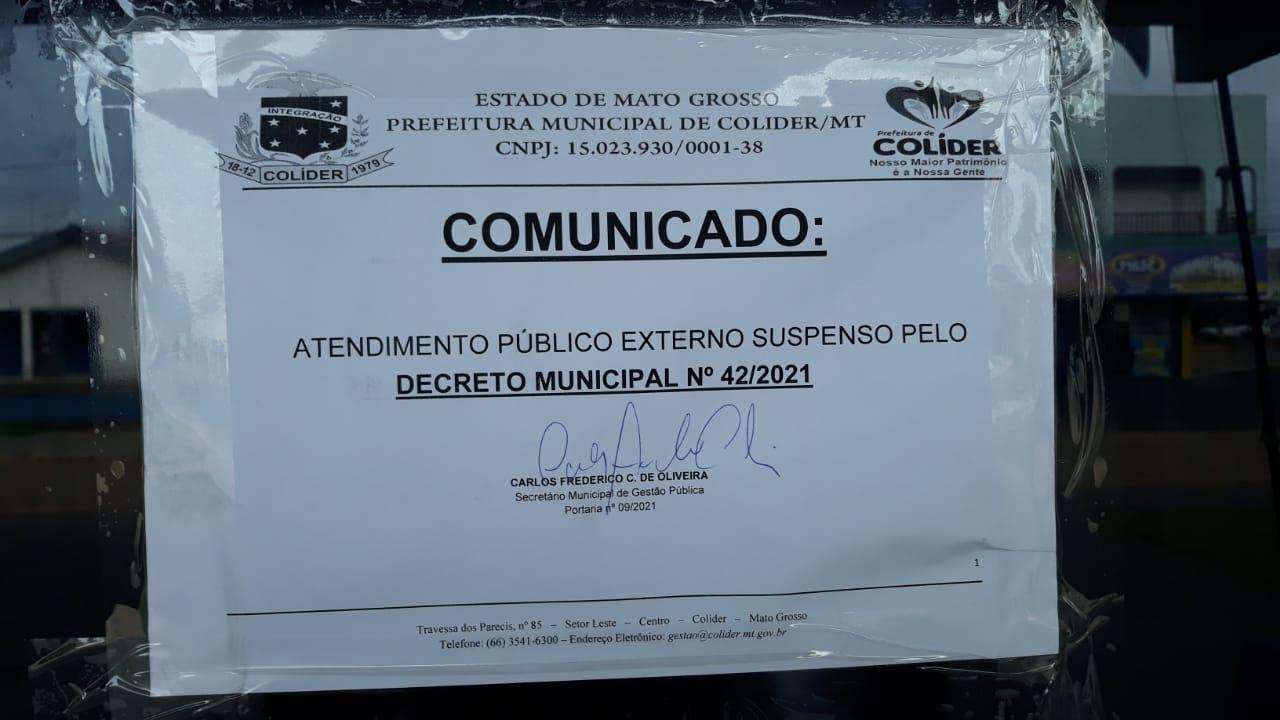 INTEGRAÇÃO
18-12 COLÍDER 1979
ESTADO DE MATO GROSSO
PREFEITURA MUNICIPAL DE COLIDER/MT
CNPJ: 15.023.930/0001-38
Prefeitura de
COLÍDER
Nosso Maior Patrimônio
é a Nossa Gente
COMUNICADO:
ATENDIMENTO PÚBLICO EXTERNO SUSPENSO PELO
DECRETO MUNICIPAL Nº 42/2021
CARLOS FREDERICO C. DE OLIVEIRA
Secretário Municipal de Gestão Pública
Portaria nº 09/2021
1
Travessa dos Parecis, nº 85 – Setor Leste – Centro – Colider – Mato Grosso
Telefone: (66) 3541-6300 – Endereço Eletrônico: gestao@colider.mt.gov.br